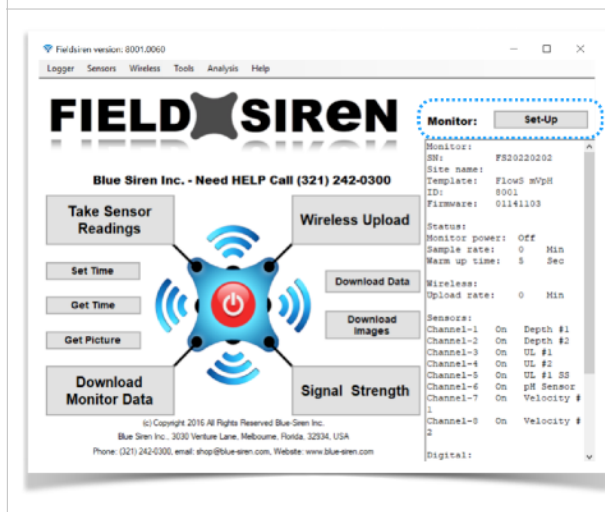 Fieldsiren version: 8001.0060
Logger Sensors Wireless Tools Analysis Help
FIELD SIReN
Blue Siren Inc. - Need HELP Call (321) 242-0300
Take Sensor
Readings
Set Time
Get Time
Get Picture
Download
Monitor Data
Wireless Upload
Download Data
Download
Images
Signal Strength
(c) Copyright 2016 All Rights Reserved Blue-Siren Inc.
Blue Siren Inc., 3030 Venture Lane, Melbourne, Florida, 32934, USA
Phone: (321) 242-0300, email: shop@blue-siren.com, Website: www.blue-siren.com
Monitor: Set-Up
Monitor:
SN: FS20220202
Site name:
Template: FlowS mVpH
ID: 8001
Firmware: 01141103
Status:
Monitor power: Off
Sample rate: 0 Min
Warm up time: 5 Sec
Wireless:
Upload rate: 0 Min
Sensors:
Channel-1 On Depth #1
Channel-2 On Depth #2
Channel-3 On UL #1
Channel-4 On UL #2
Channel-5 On UL #1 SS
Channel-6 On pH Sensor
Channel-7 On Velocity #
1
Channel-8 On Velocity #
2
Digital: